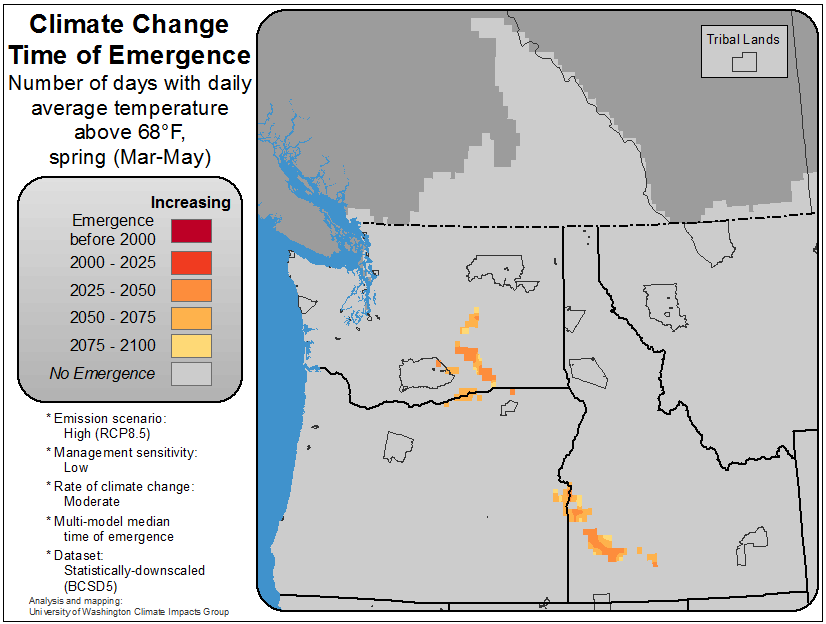 Climate Change
Time of Emergence
Number of days with daily
average temperature
above 68°F,
spring (Mar-May)
Increasing
Emergence
before 2000
2000 - 2025
2025 - 2050
2050 - 2075
2075 - 2100
No Emergence
* Emission scenario:
High (RCP8.5)
* Management sensitivity:
Low
* Rate of climate change:
Moderate
* Multi-model median
time of emergence
* Dataset:
Statistically-downscaled
(BCSD5)
Analysis and mapping:
University of Washington Climate Impacts Group
Tribal Lands